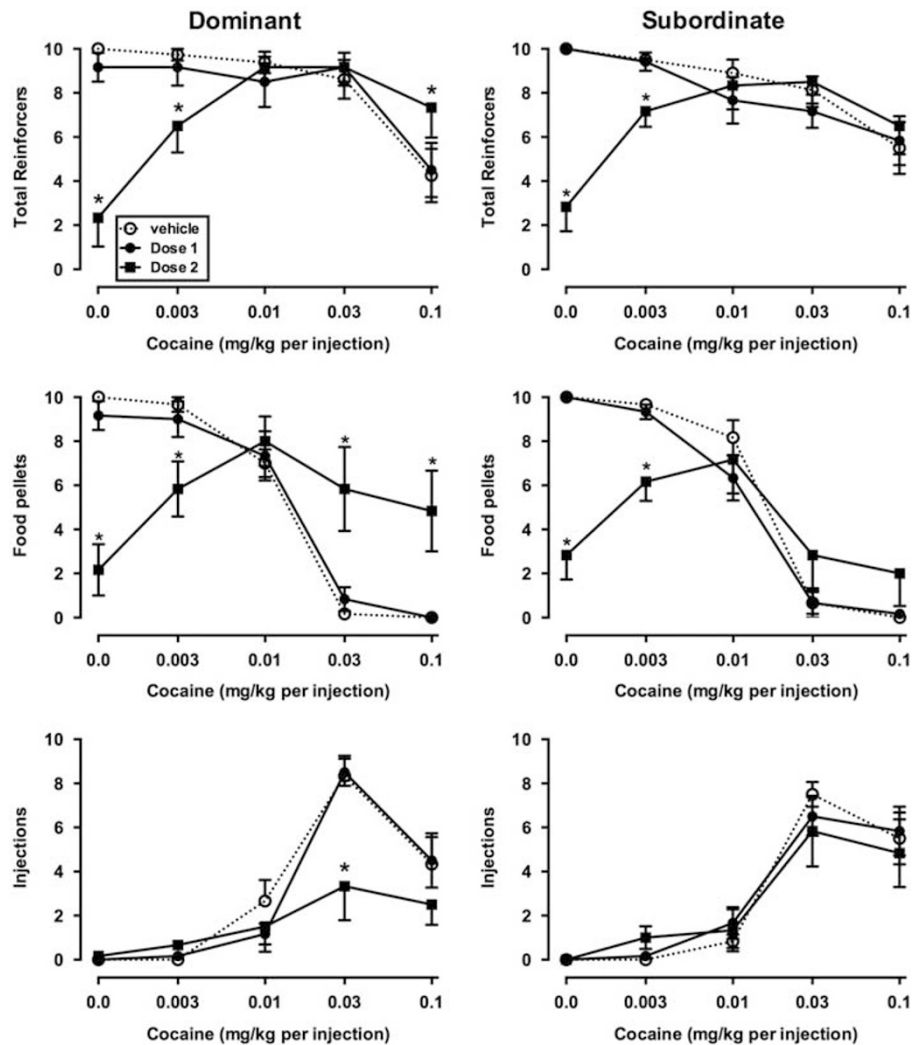 Dominant
Subordinate
Total Reinforcers
10
8
6
4
2
0
*
*
*
vehicle
Dose 1
Dose 2
0.0 0.003 0.01 0.03 0.1
Cocaine (mg/kg per injection)
Total Reinforcers
10
8
6
4
2
0
*
*
0.0 0.003 0.01 0.03 0.1
Cocaine (mg/kg per injection)
Food pellets
10
8
6
4
2
0
*
*
*
*
0.0 0.003 0.01 0.03 0.1
Cocaine (mg/kg per injection)
Food pellets
10
8
6
4
2
0
*
*
0.0 0.003 0.01 0.03 0.1
Cocaine (mg/kg per injection)
Injections
10
8
6
4
2
0
*
0.0 0.003 0.01 0.03 0.1
Cocaine (mg/kg per injection)
Injections
10
8
6
4
2
0
0.0 0.003 0.01 0.03 0.1
Cocaine (mg/kg per injection)